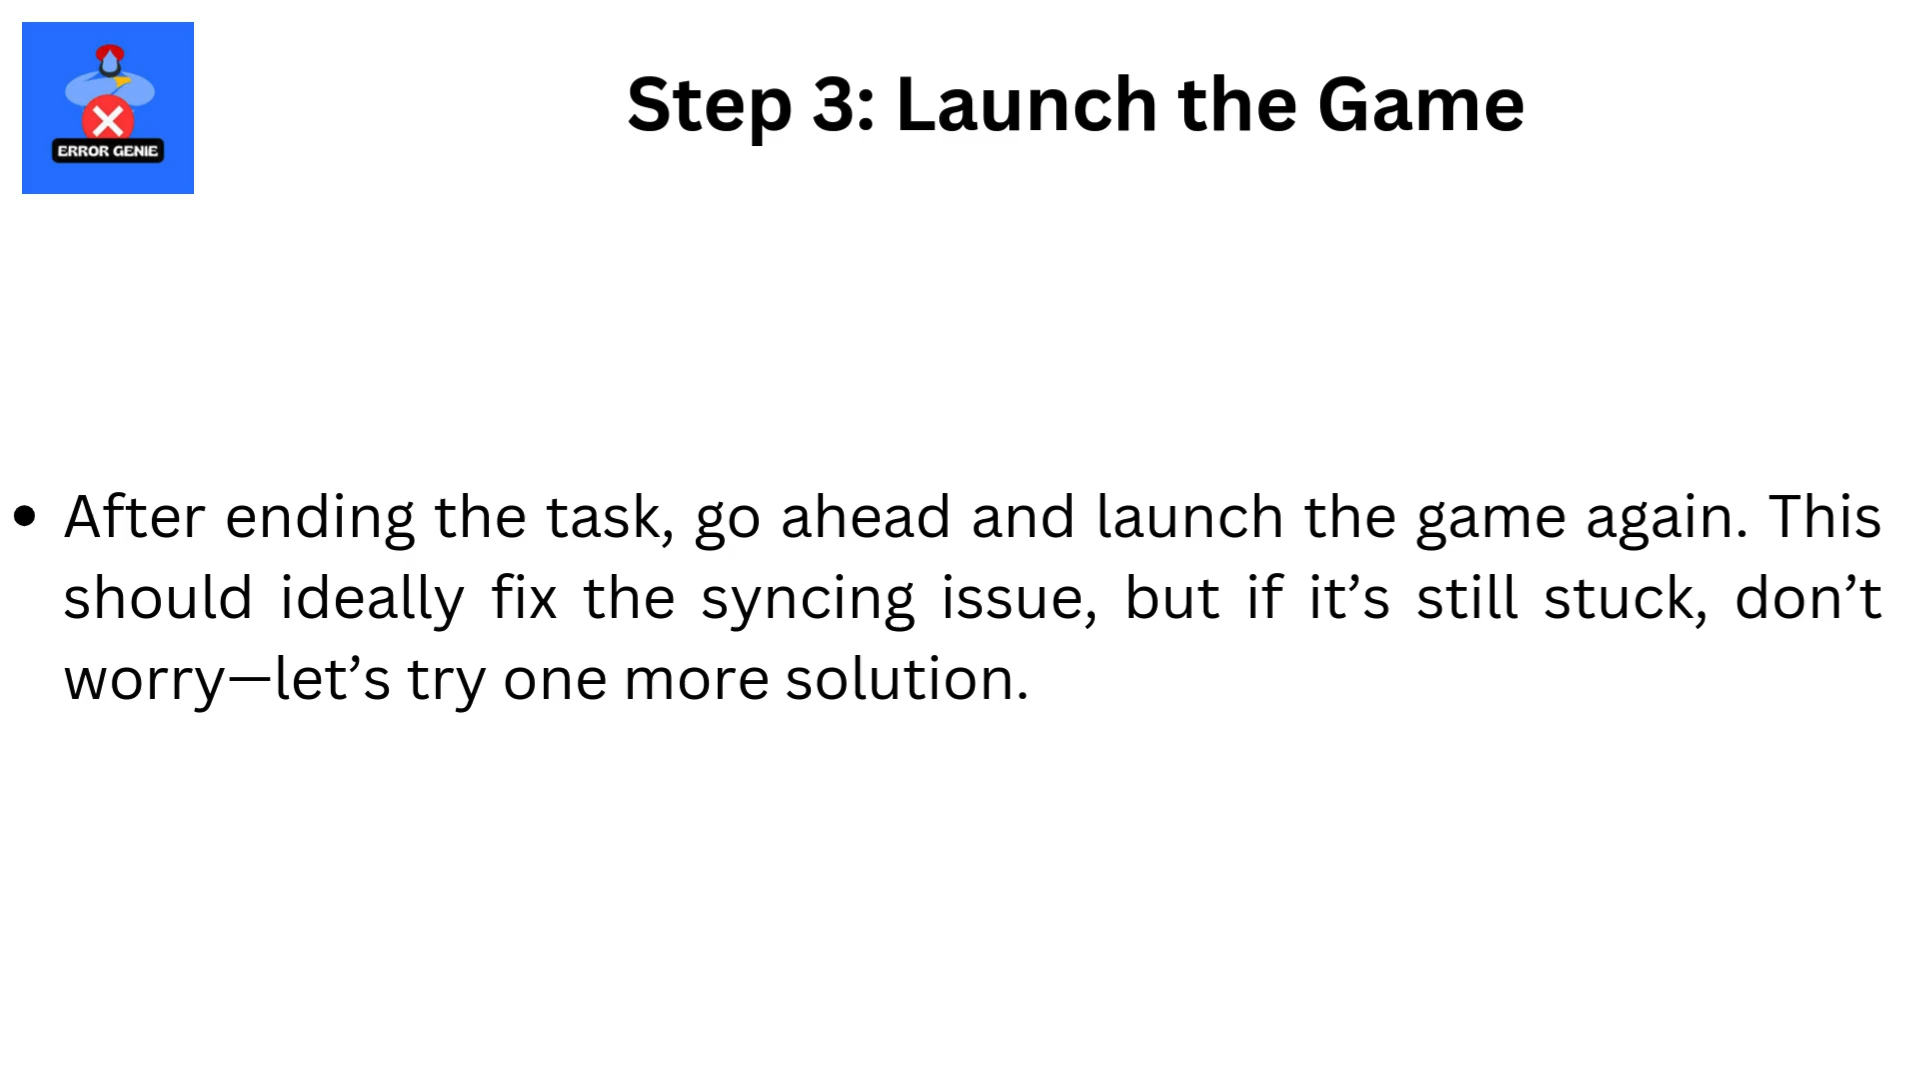 ERROR GENIE
Step 3: Launch the Game
• After ending the task, go ahead and launch the game again. This
should ideally fix the syncing issue, but if it’s still stuck, don’t
worry—let’s try one more solution.